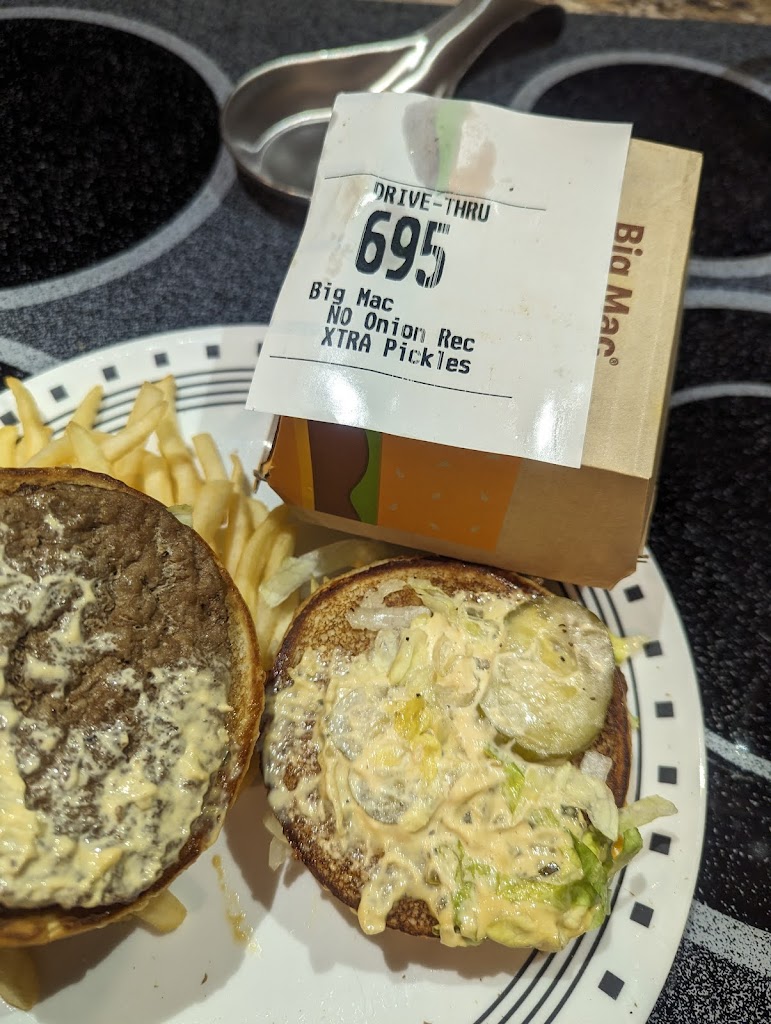 DRIVE-THRU
695
Big Mac
NO Onion Rec
XTRA Pickles
Big Mac®